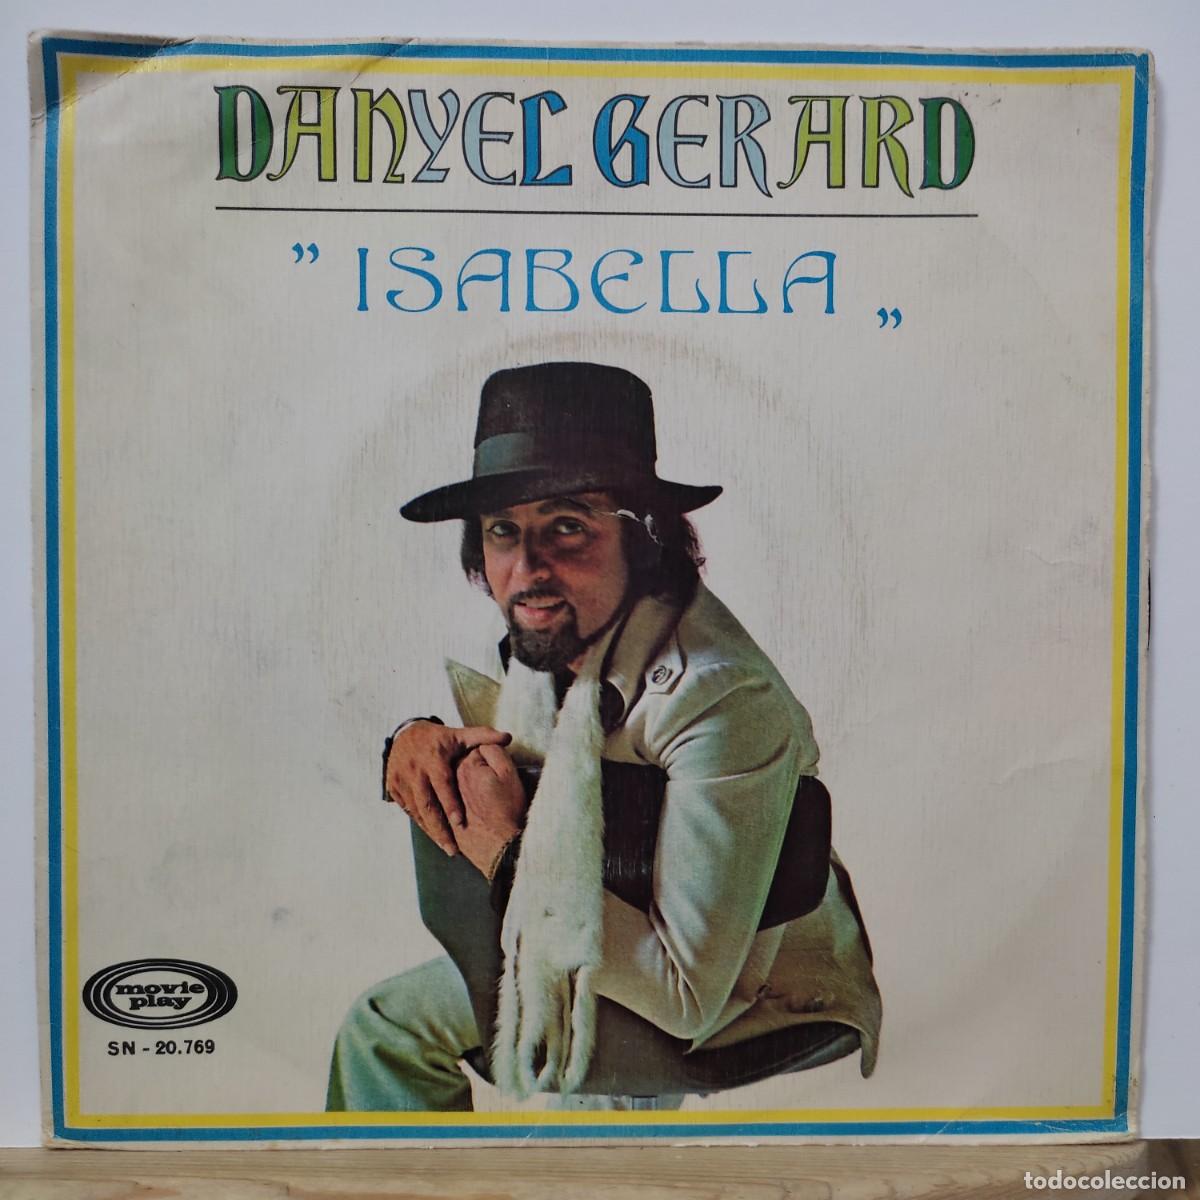 DANYEL GERARD
” ISABELLA „
movie
play
SN - 20.769
todocoleccion